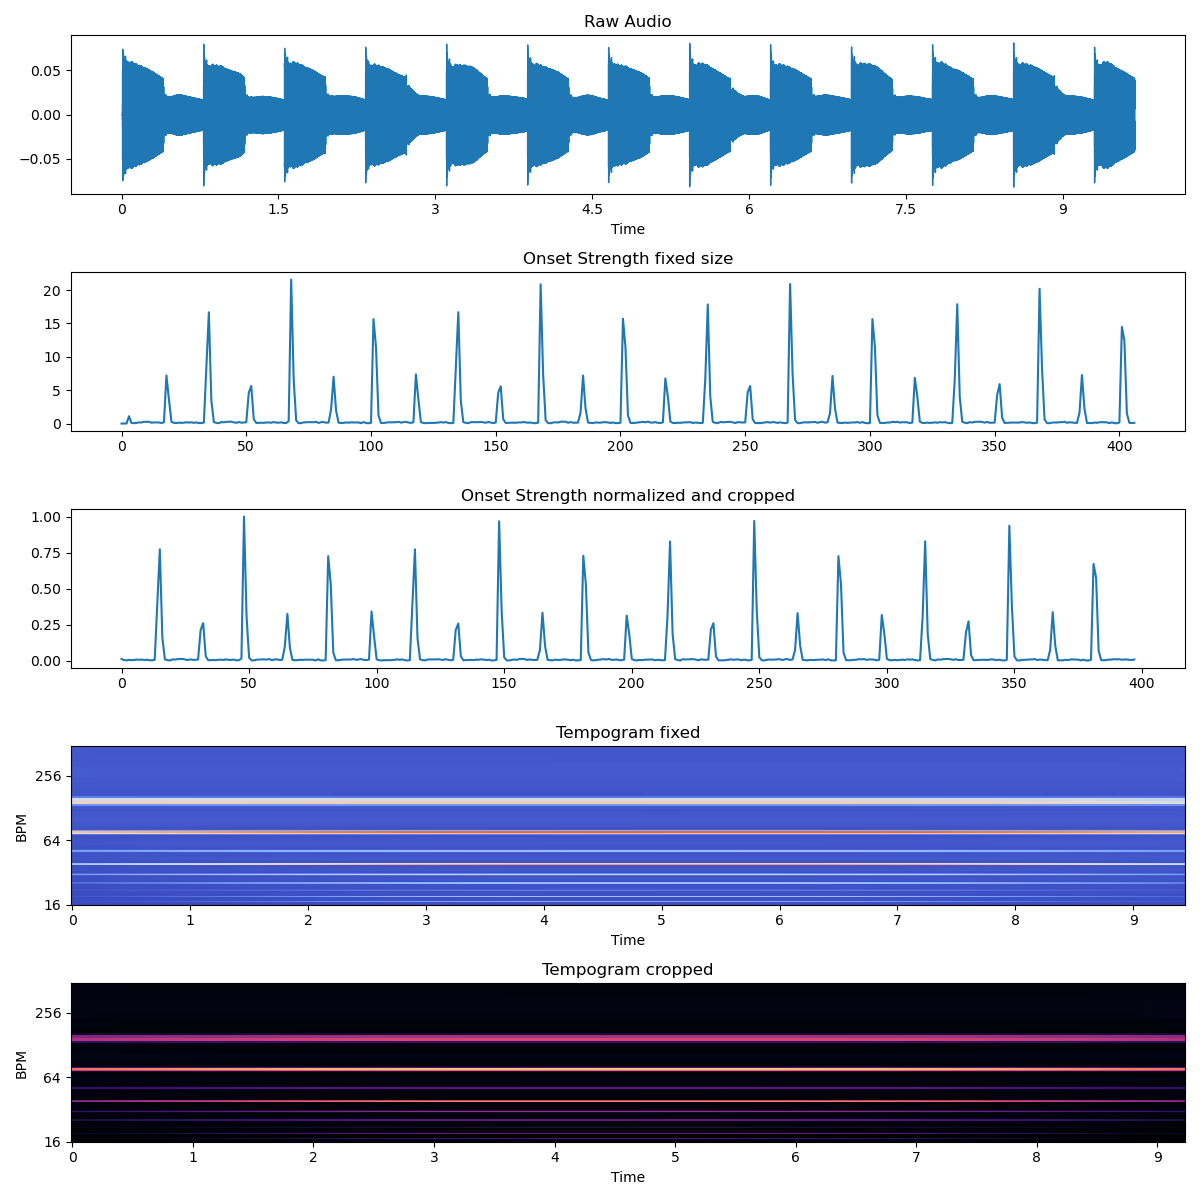 Raw Audio
0.05
0.00
−0.05
0 1.5 3 4.5 6 7.5 9
Time
Onset Strength fixed size
20
15
10
5
0
0 50 100 150 200 250 300 350 400
Onset Strength normalized and cropped
1.00
0.75
0.50
0.25
0.00
0 50 100 150 200 250 300 350 400
Tempogram fixed
256
64
16
BPM
0 1 2 3 4 5 6 7 8 9
Time
Tempogram cropped
256
64
16
BPM
0 1 2 3 4 5 6 7 8 9
Time